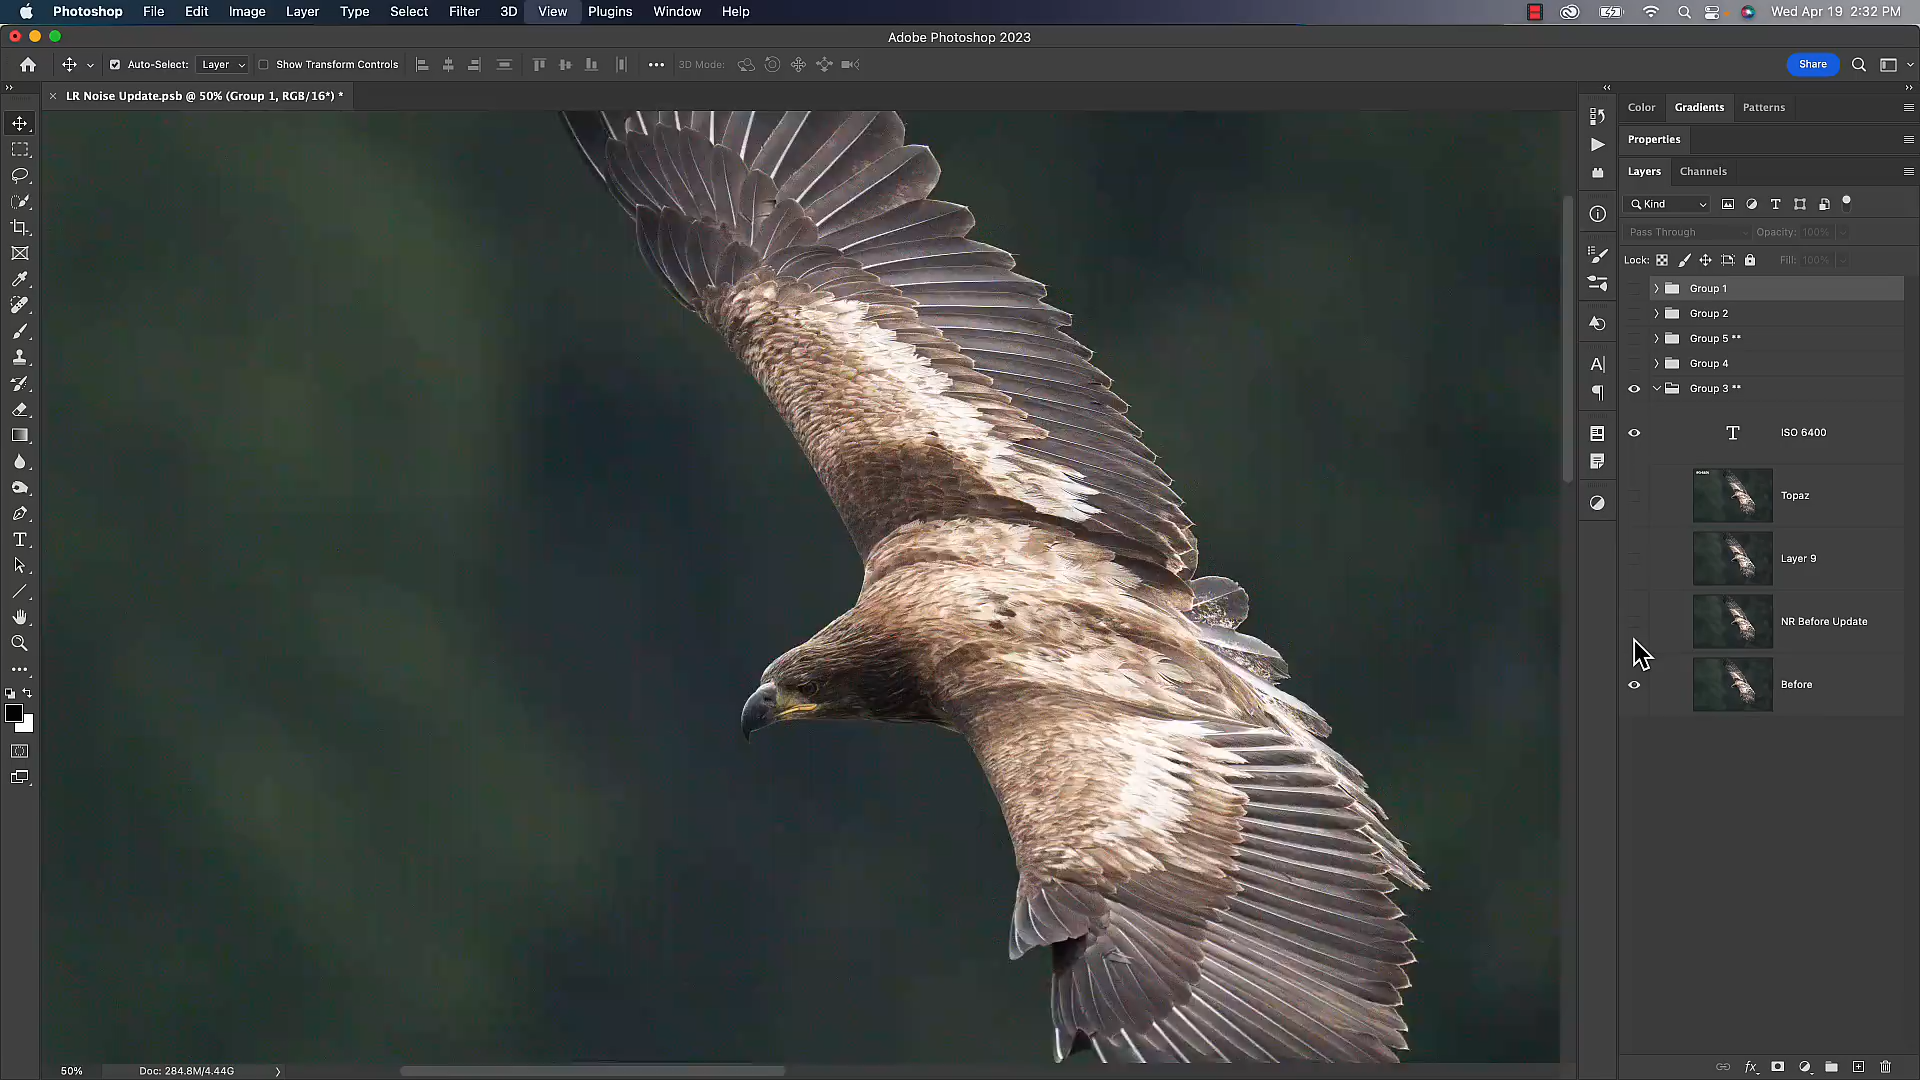 Photoshop File Edit Image Layer Type Select Filter 3D View Plugins Window Help Wed Apr 19 2:32 PM
Adobe Photoshop 2023
Auto-Select: Layer Show Transform Controls 3D Mode: Share
LR Noise Update.psb @ 50% (Group 1, RGB/16*) *
Color Gradients Patterns
Properties
Layers Channels
Kind
Pass Through Opacity: 100%
Lock: Fill: 100%
Group 1
Group 2
Group 5 **
Group 4
Group 3 **
ISO 6400
Topaz
Layer 9
NR Before Update
Before
50% Doc: 284.8M/4.44G